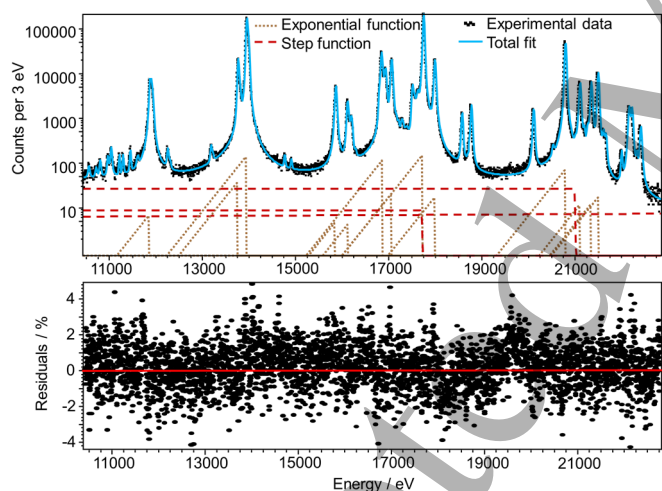 Exponential function
Experimental data
Step function
Total fit
Counts per 3 eV
100000
10000
1000
100
10
11000 13000 15000 17000 19000 21000
Residuals / %
4
2
0
-2
-4
11000 13000 15000 17000 19000 21000
Energy / eV